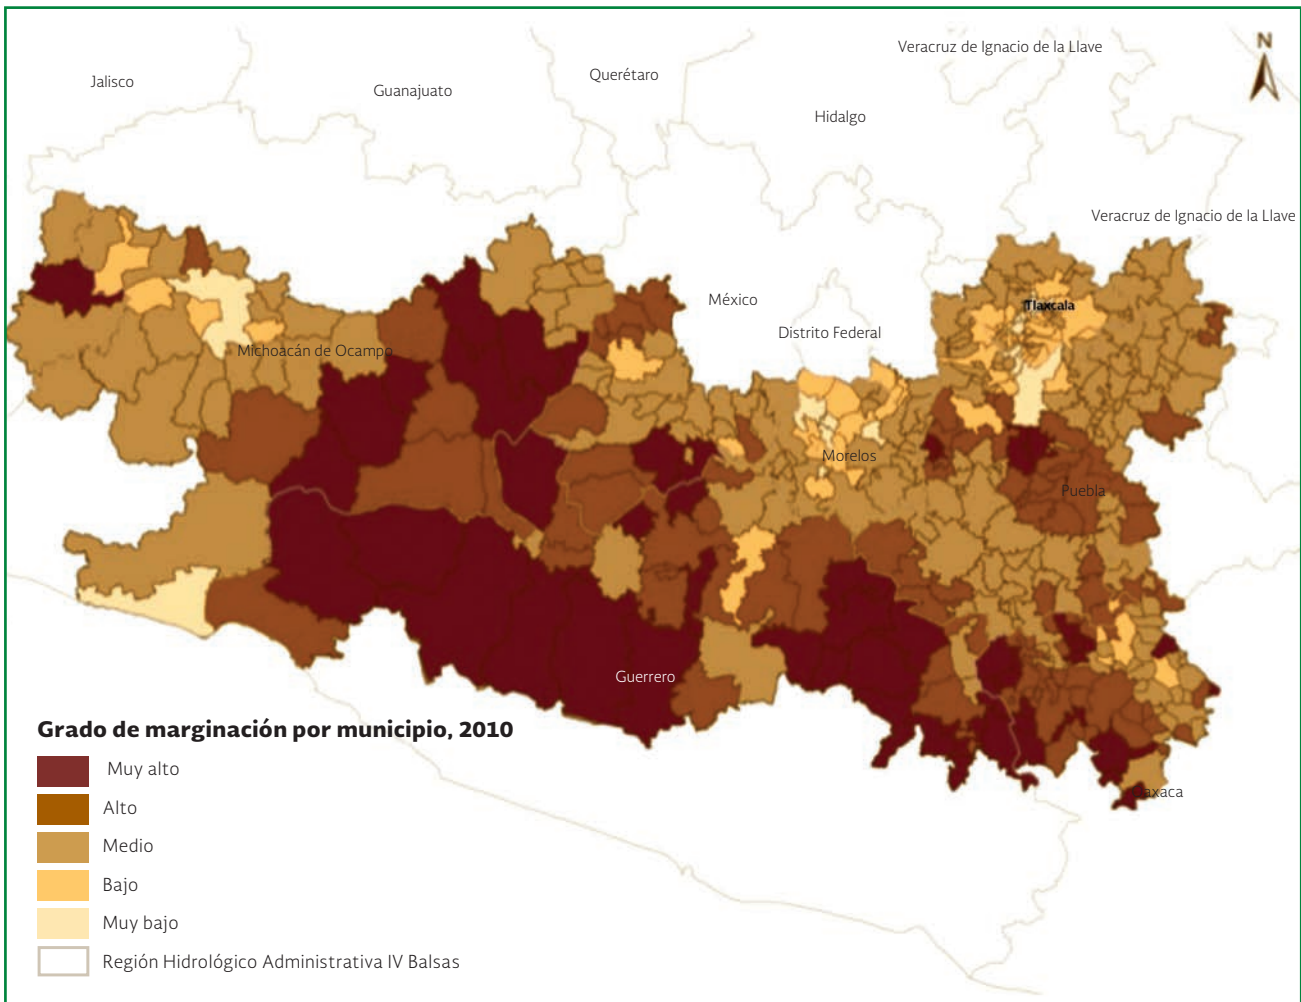 Veracruz de Ignacio de la Llave
N
Querétaro
Jalisco
Guanajuato
Hidalgo
Veracruz de Ignacio de la Llave
México
Tlaxcala
Distrito Federal
Michoacán de Ocampo
Morelos
Puebla
Guerrero
Oaxaca
Grado de marginación por municipio, 2010
Muy alto
Alto
Medio
Bajo
Muy bajo
Región Hidrológico Administrativa IV Balsas